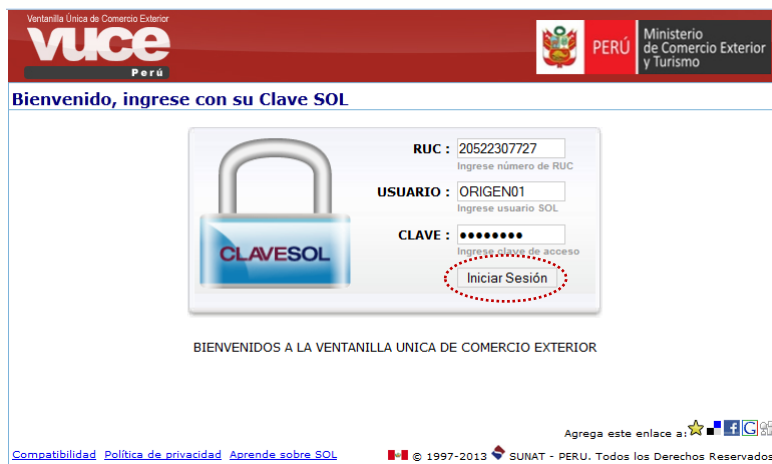 Ventanilla Única de Comercio Exterior
vuce
Perú
PERÚ
Ministerio
de Comercio Exterior
y Turismo
Bienvenido, ingrese con su Clave SOL
RUC : 20522307727
Ingrese número de RUC
USUARIO : ORIGEN01
Ingrese usuario SOL
CLAVE : ●●●●●●●●
Ingrese clave de acceso
CLAVESOL
Iniciar Sesión
BIENVENIDOS A LA VENTANILLA UNICA DE COMERCIO EXTERIOR
Agrega este enlace a:
Compatibilidad Política de privacidad Aprende sobre SOL
© 1997-2013 SUNAT - PERU. Todos los Derechos Reservados